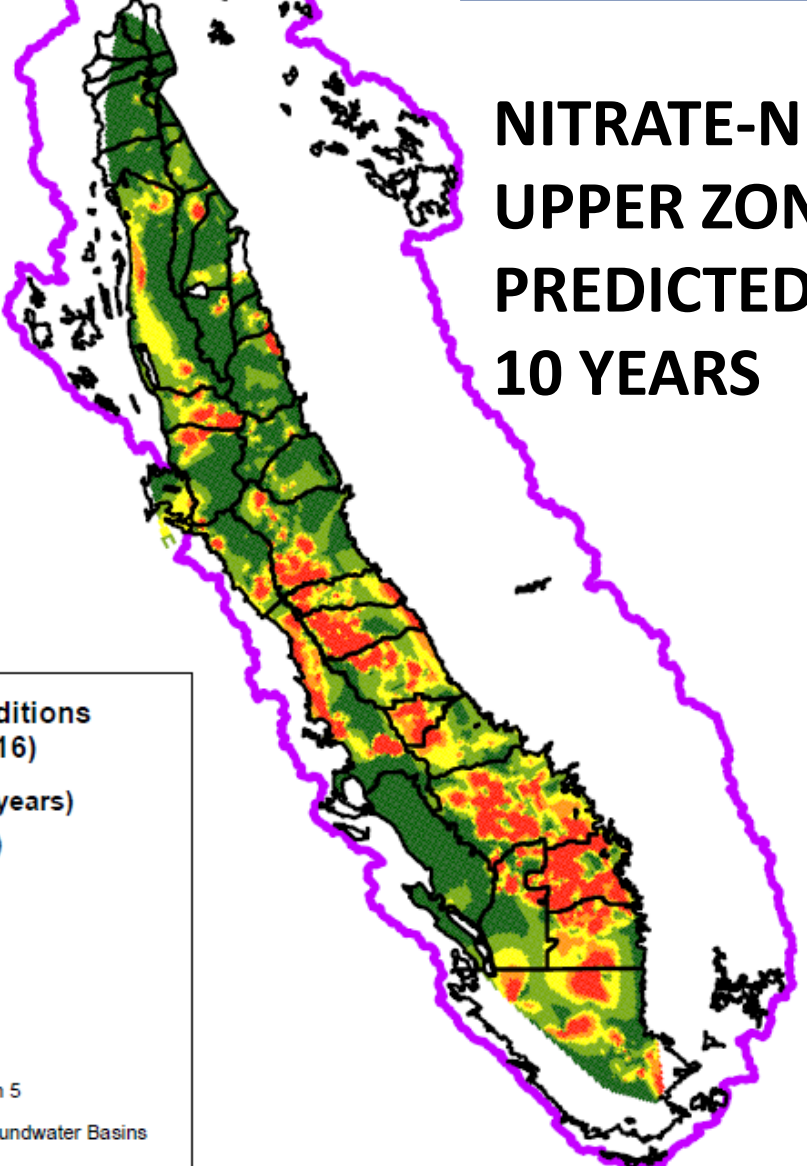 NITRATE-N
UPPER ZON
PREDICTED
10 YEARS
ditions
16)
years)
)
n 5
undwater Basins